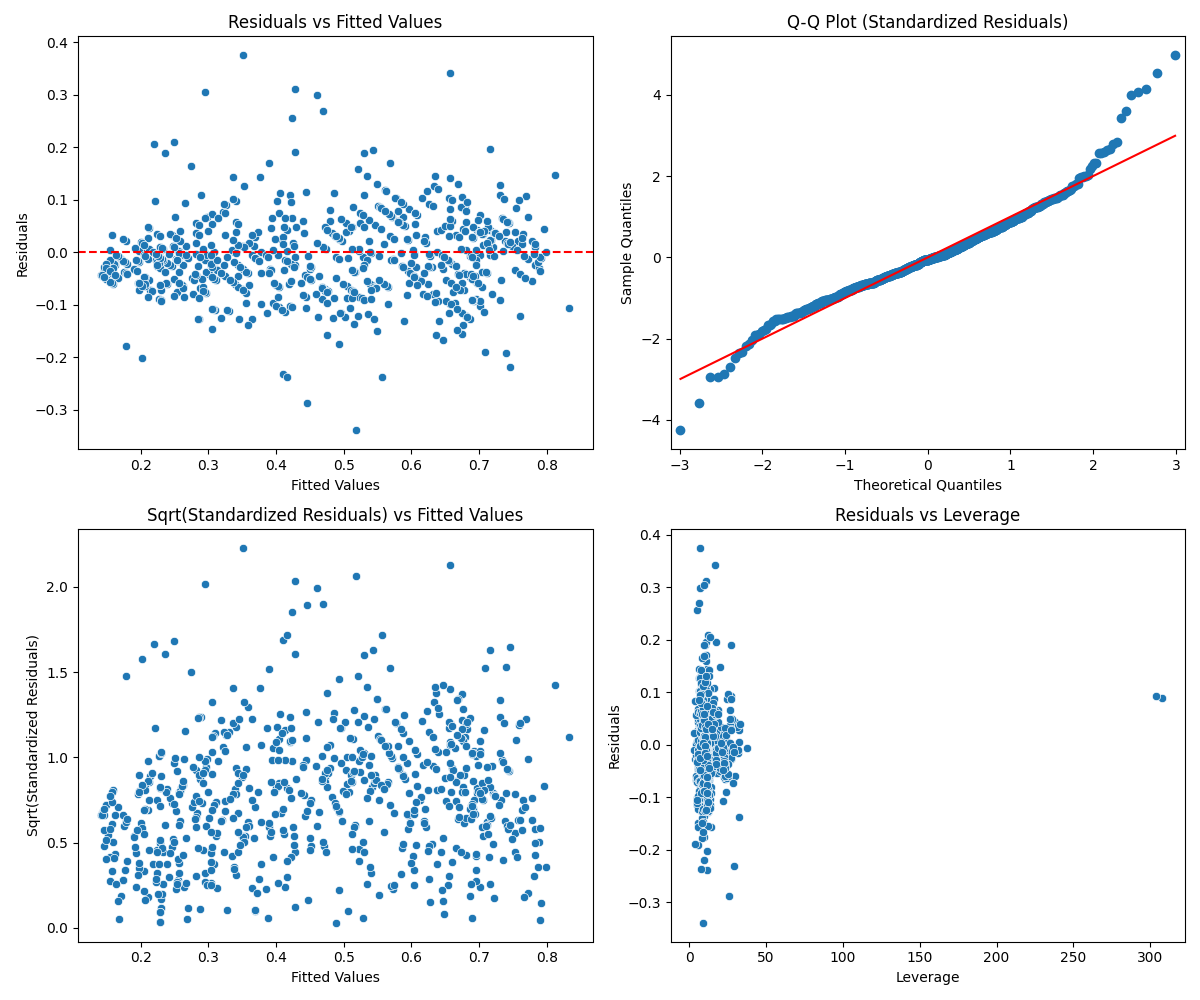 Residuals vs Fitted Values
Residuals
0.4
0.3
0.2
0.1
0.0
−0.1
−0.2
−0.3
0.2 0.3 0.4 0.5 0.6 0.7 0.8
Fitted Values
Q-Q Plot (Standardized Residuals)
Sample Quantiles
4
2
0
−2
−4
−3 −2 −1 0 1 2 3
Theoretical Quantiles
Sqrt(Standardized Residuals) vs Fitted Values
Sqrt(Standardized Residuals)
2.0
1.5
1.0
0.5
0.0
0.2 0.3 0.4 0.5 0.6 0.7 0.8
Fitted Values
Residuals vs Leverage
Residuals
0.4
0.3
0.2
0.1
0.0
−0.1
−0.2
−0.3
0 50 100 150 200 250 300
Leverage